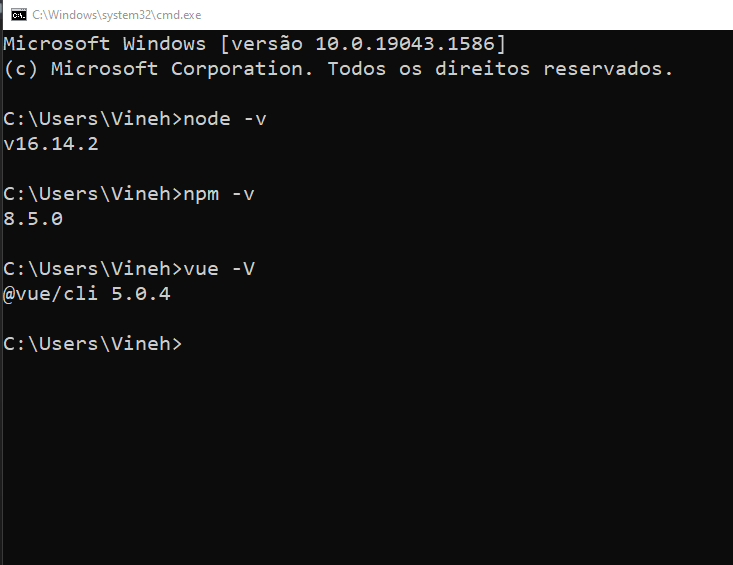 C:\Windows\system32\cmd.exe
Microsoft Windows [versão 10.0.19043.1586]
(c) Microsoft Corporation. Todos os direitos reservados.
C:\Users\Vineh>node -v
v16.14.2
C:\Users\Vineh>npm -v
8.5.0
C:\Users\Vineh>vue -V
@vue/cli 5.0.4
C:\Users\Vineh>